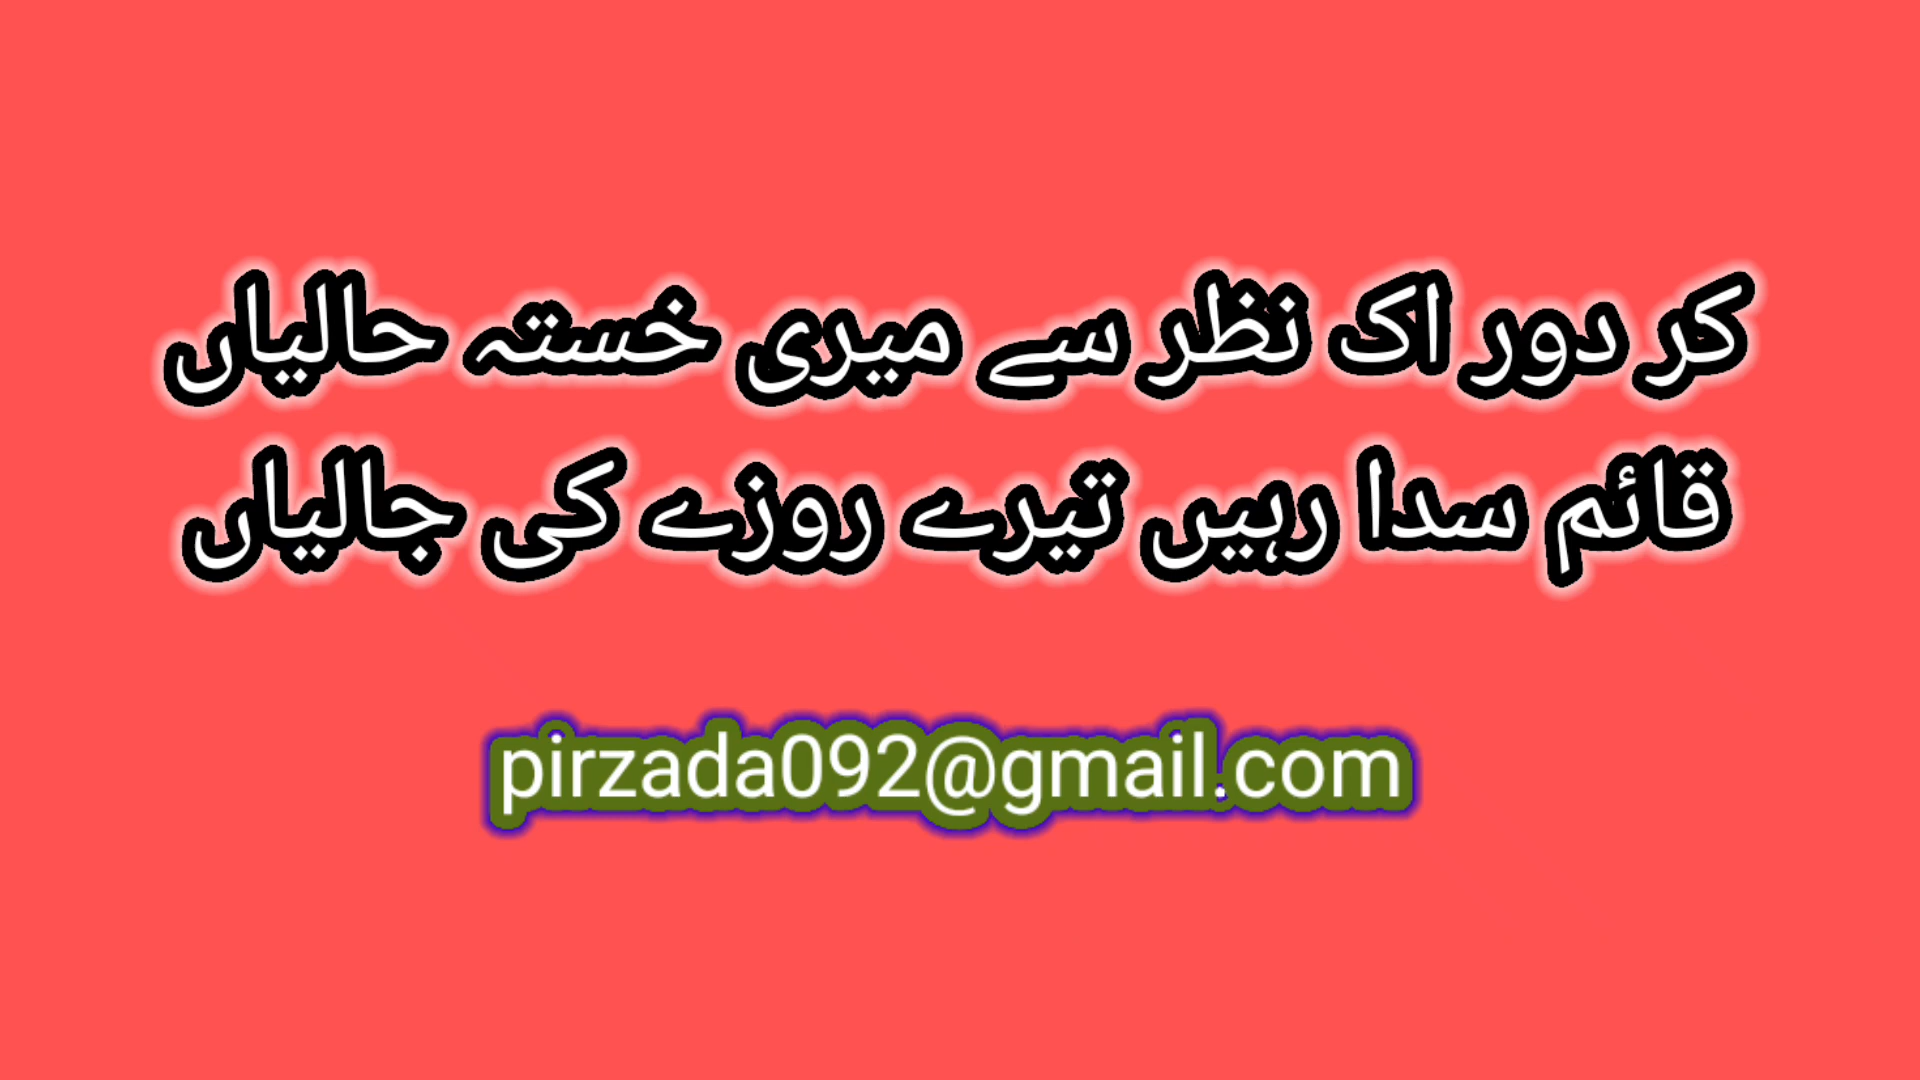 کر دور اک نظر سے میری خستہ حالیاں
قائم سدا رہیں تیرے روزے کی جالیاں
pirzada092@gmail.com